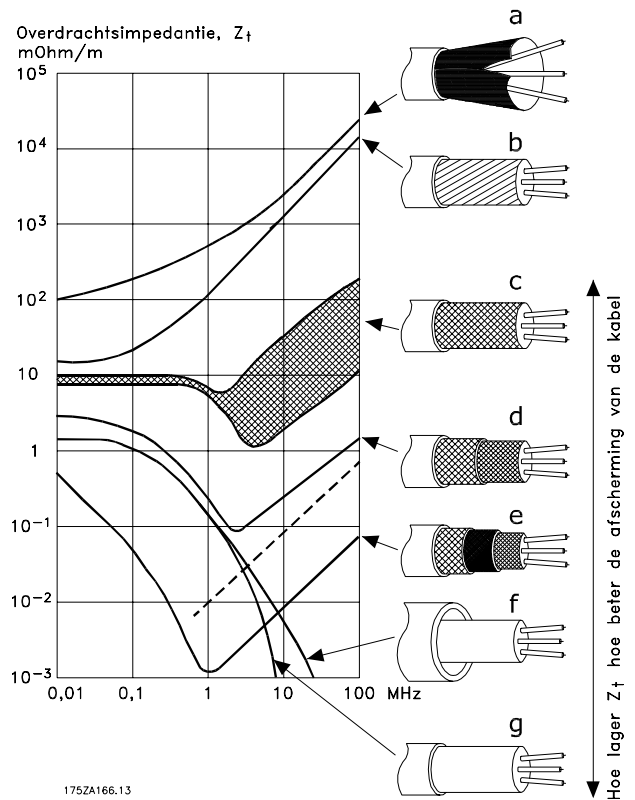 Overdrachtsimpedantie, Zt
mOhm/m
10⁵
10⁴
10³
10²
10
1
10⁻¹
10⁻²
10⁻³
0,01 0,1 1 10 100 MHz
a
b
c
d
e
f
g
Hoe lager Zt hoe beter de afscherming van de kabel
175ZA166.13